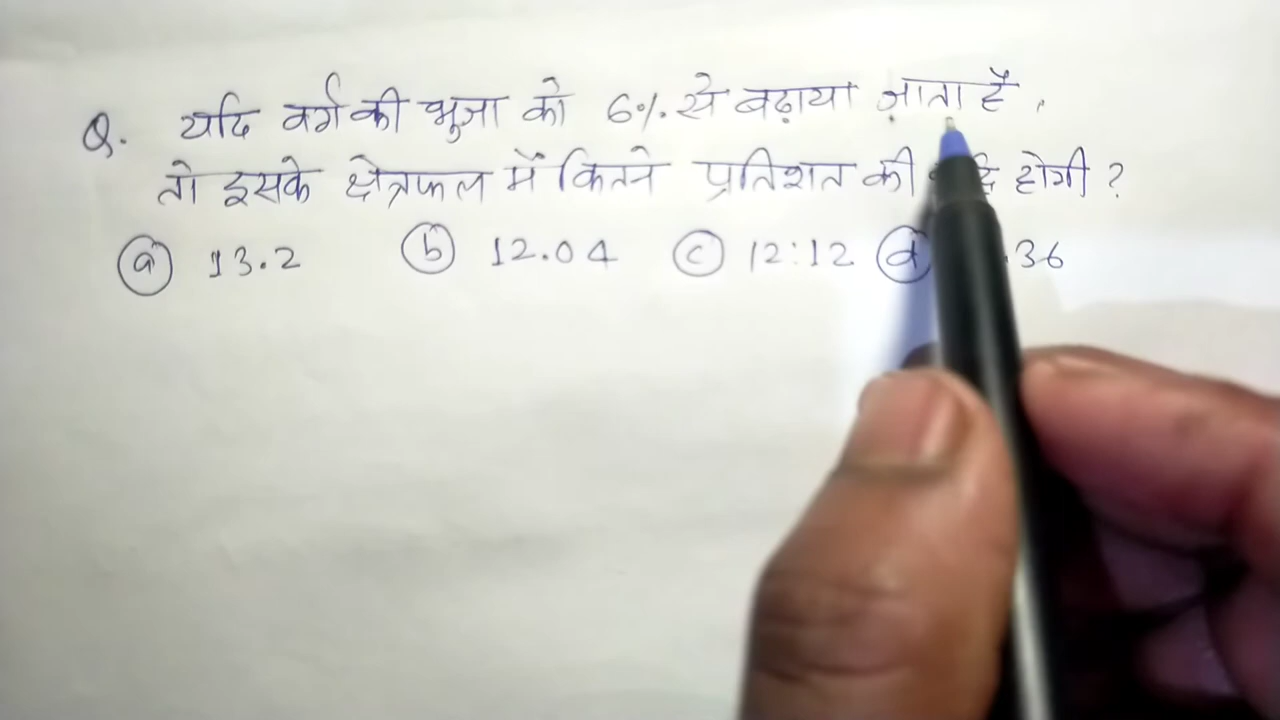 Q. यदि वर्ग की भुजा को 6% से बढ़ाया जाता है,
तो इसके क्षेत्रफल में कितने प्रतिशत की होगी ?
(a) 13.2 (b) 12.04 (c) 12:12 (d) .36